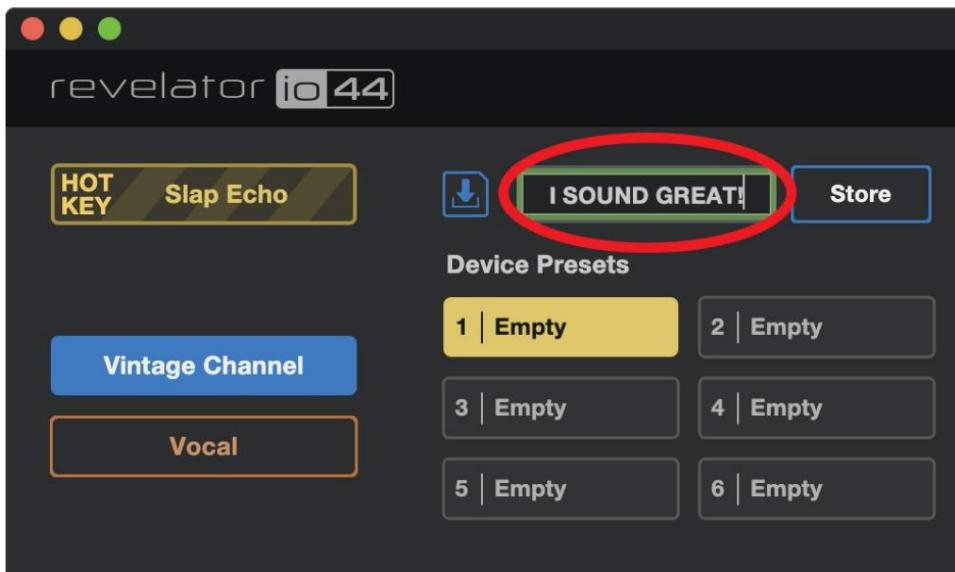 revelator io 44
HOT KEY
Slap Echo
I SOUND GREAT!
Store
Device Presets
1 | Empty
2 | Empty
Vintage Channel
3 | Empty
4 | Empty
Vocal
5 | Empty
6 | Empty